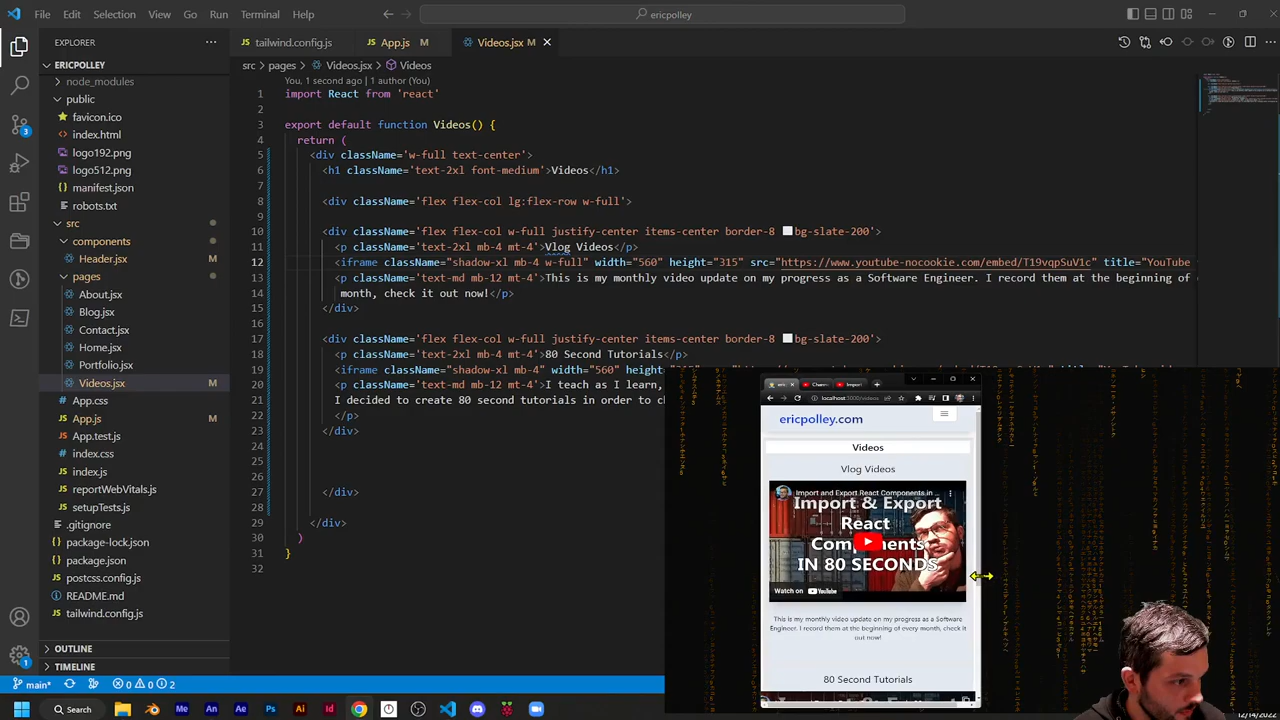 File Edit Selection View Go Run Terminal Help
ericpolley
EXPLORER
tailwind.config.js
App.js M
Videos.jsx M
ERICPOLLEY
src > pages > Videos.jsx > Videos
node_modules
public
favicon.ico
index.html
logo192.png
logo512.png
manifest.json
robots.txt
src
components
Header.jsx
pages
About.jsx
Blog.jsx
Contact.jsx
Home.jsx
Portfolio.jsx
Videos.jsx M
App.js M
App.test.js
index.css
index.js
reportWebVitals.js
setupTests.js
.gitignore
package-lock.json
package.json
postcss.config.js
README.md
tailwind.config.js
OUTLINE
TIMELINE
3
1
You, 1 second ago | 1 author (You)
1 import React from 'react'
2
3 export default function Videos() {
4 return (
5 <div className='w-full text-center'>
6 <h1 className='text-2xl font-medium'>Videos</h1>
7
8 <div className='flex flex-col lg:flex-row w-full'>
9
10 <div className='flex flex-col w-full justify-center items-center border-8 bg-slate-200'>
11 <p className='text-2xl mb-4 mt-4'>Vlog Videos</p>
12 <iframe className="shadow-xl mb-4 w-full" width="560" height="315" src="https://www.youtube-nocookie.com/embed/T19vqpSuV1c" title="YouTube
13 <p className='text-md mb-12 mt-4'>This is my monthly video update on my progress as a Software Engineer. I record them at the beginning of
14 month, check it out now!</p>
15 </div>
16
17 <div className='flex flex-col w-full justify-center items-center border-8 bg-slate-200'>
18 <p className='text-2xl mb-4 mt-4'>80 Second Tutorials</p>
19 <iframe className="shadow-xl mb-4" width="560"
20 <p className='text-md mb-12 mt-4'>I teach as I learn,
21 I decided to create 80 second tutorials in order to
22 </p>
23 </div>
24
25
26
27 </div>
28
29 </div>
30 )
31 }
32
main* 0 0 2
localhost:3000/videos
ericpolley.com
Videos
Vlog Videos
Import and Export React Components in
Import & Export
React
IN 80 SECONDS
Watch on YouTube
This is my monthly video update on my progress as a Software
Engineer. I record them at the beginning of every month, check it
out now!
80 Second Tutorials
12/14/2022